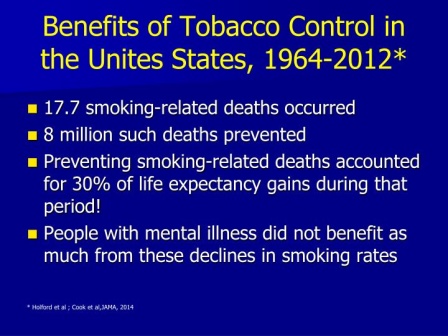 Benefits of Tobacco Control in
the Unites States, 1964-2012*
17.7 smoking-related deaths occurred
8 million such deaths prevented
Preventing smoking-related deaths accounted
for 30% of life expectancy gains during that
period!
People with mental illness did not benefit as
much from these declines in smoking rates
* Holford et al ; Cook et al,JAMA, 2014